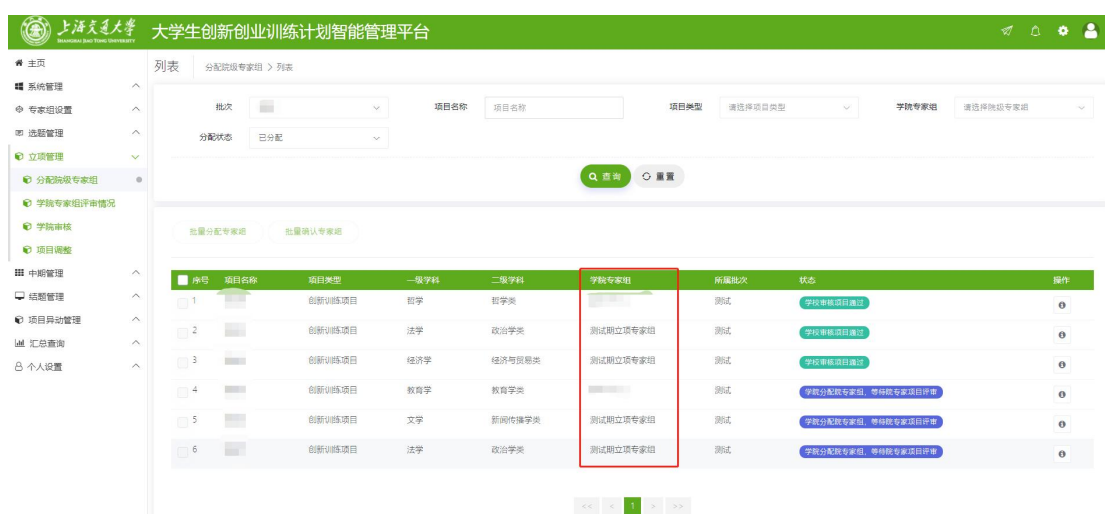 上海交通大学 大学生创新创业训练计划智能管理平台
SHANGHAI JIAO TONG UNIVERSITY
主页
系统管理
专家组设置
选题管理
立项管理
分配院级专家组
学院专家组评审情况
学院审核
项目调整
中期管理
结题管理
项目异动管理
汇总查询
个人设置
列表 分配院级专家组 > 列表
批次 项目名称 项目名称 项目类型 请选择项目类型 学院专家组 请选择院级专家组
分配状态 已分配
查询 重置
批量分配专家组 批量确认专家组
序号 项目名称 项目类型 一级学科 二级学科 学院专家组 所属批次 状态 操作
1 创新训练项目 哲学 哲学类 测试 学校审核项目通过
2 创新训练项目 法学 政治学类 测试期立项专家组 测试 学校审核项目通过
3 创新训练项目 经济学 经济与贸易类 测试期立项专家组 测试 学校审核项目通过
4 创新训练项目 教育学 教育学类 测试 学院分配院专家组，等待院专家项目评审
5 创新训练项目 文学 新闻传播学类 测试期立项专家组 测试 学院分配院专家组，等待院专家项目评审
6 创新训练项目 法学 政治学类 测试期立项专家组 测试 学院分配院专家组，等待院专家项目评审
<< < 1 > >>